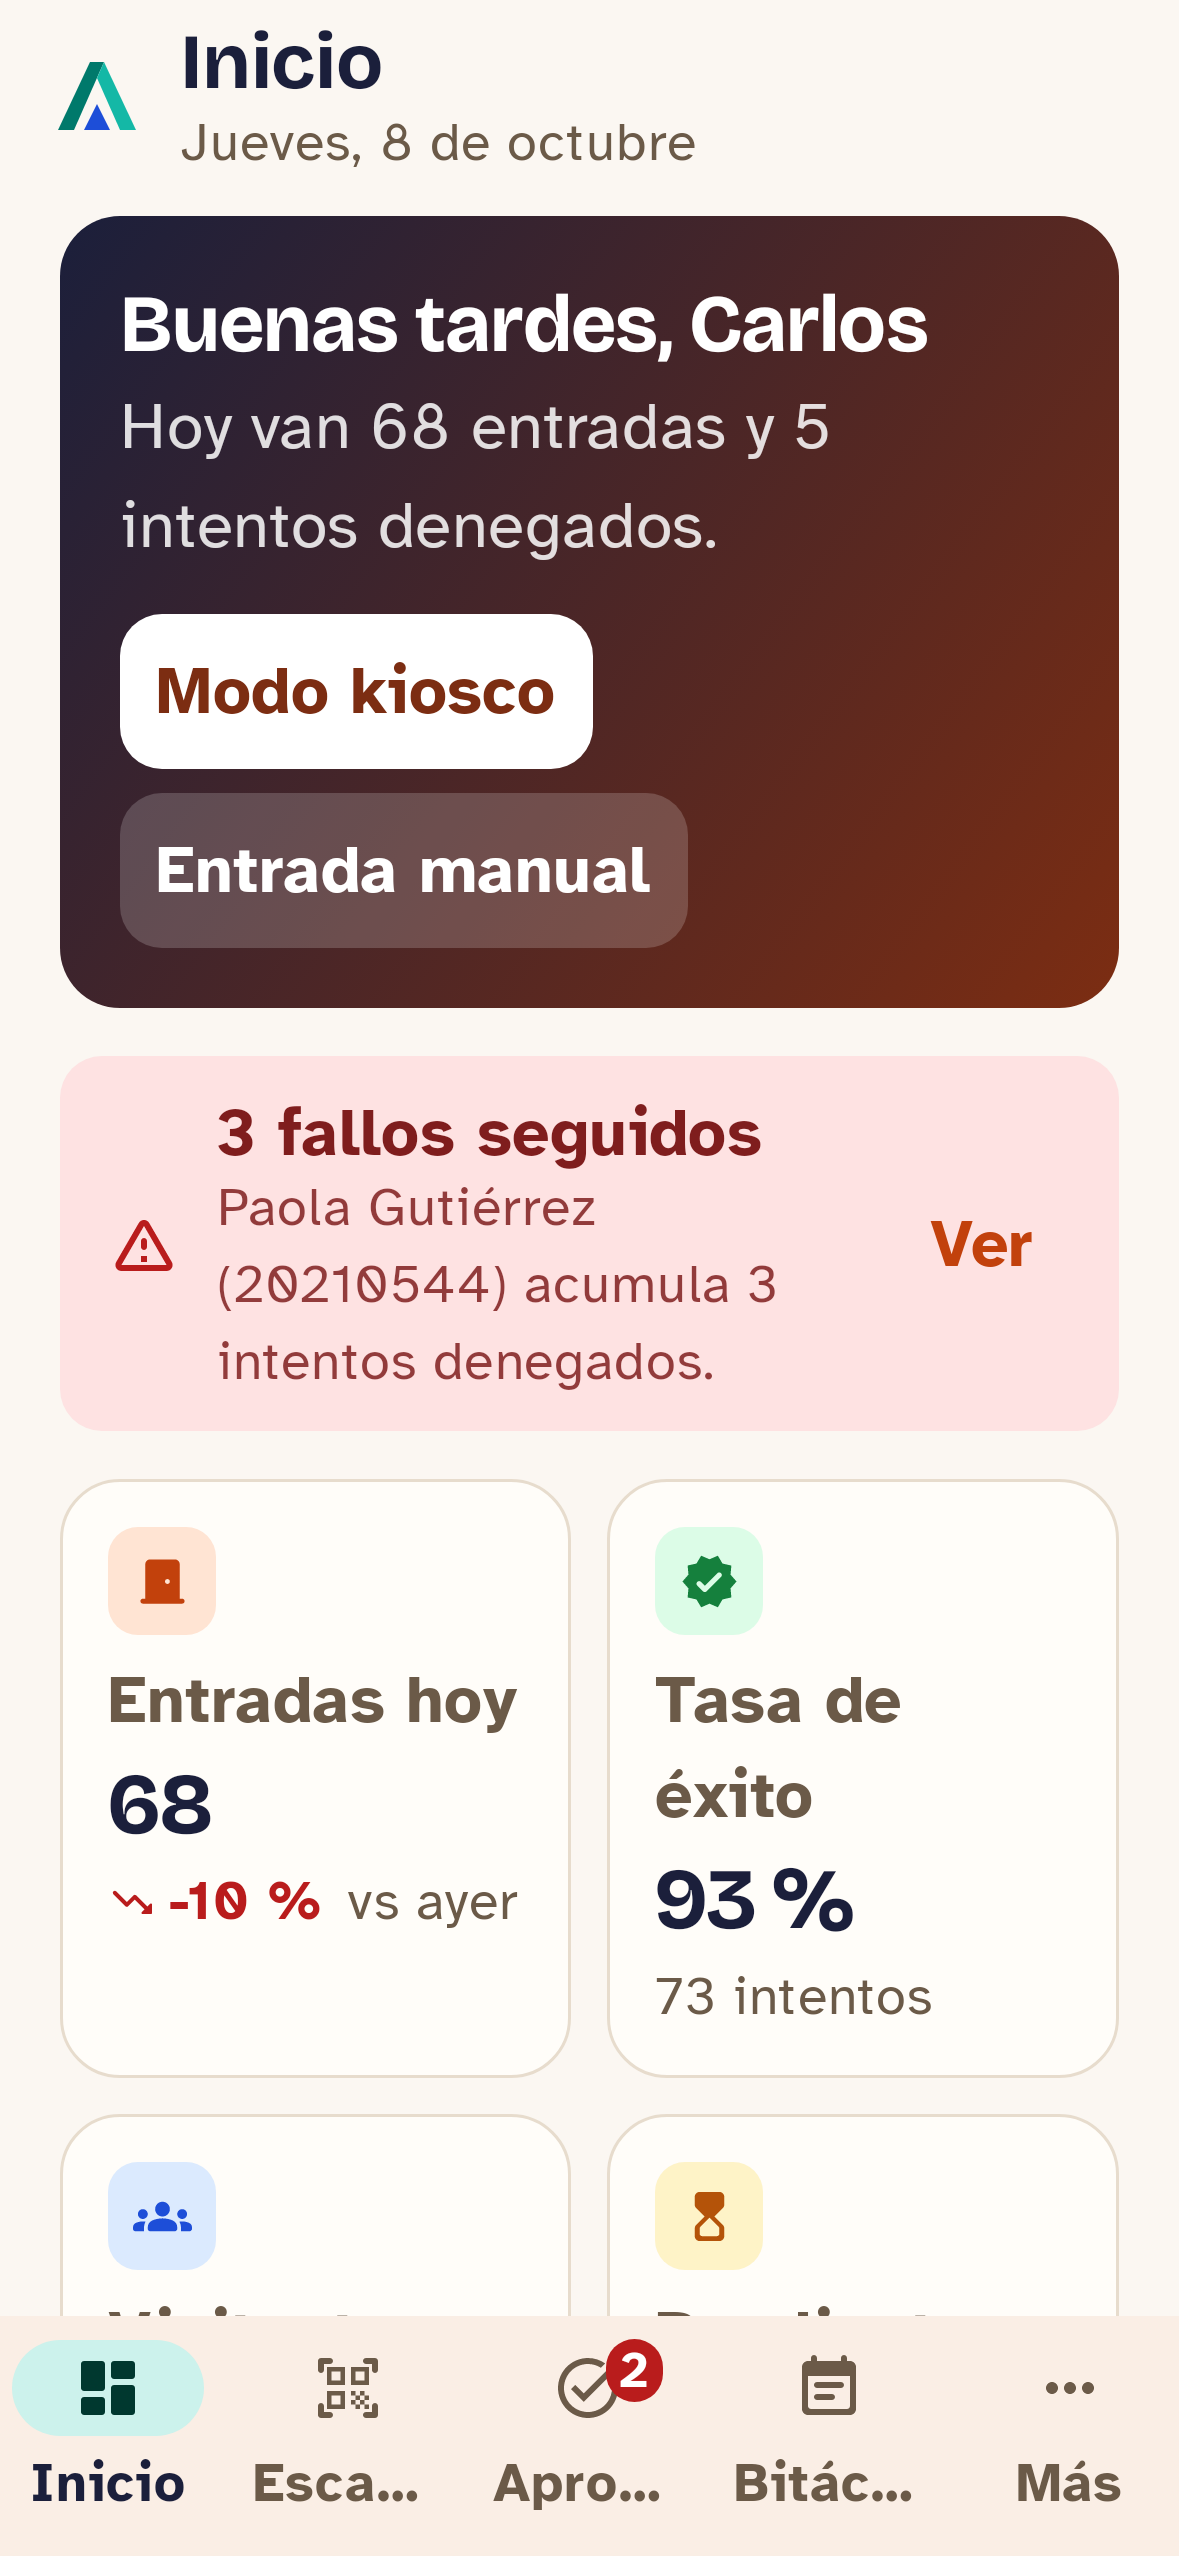 Inicio
Jueves, 8 de octubre
Buenas tardes, Carlos
Hoy van 68 entradas y 5
intentos denegados.
Modo kiosco
Entrada manual
3 fallos seguidos
Paola Gutiérrez
(20210544) acumula 3
intentos denegados.
Ver
Entradas hoy
68
-10 % vs ayer
Tasa de
éxito
93 %
73 intentos
2
Inicio
Esca...
Apro...
Bitác...
Más